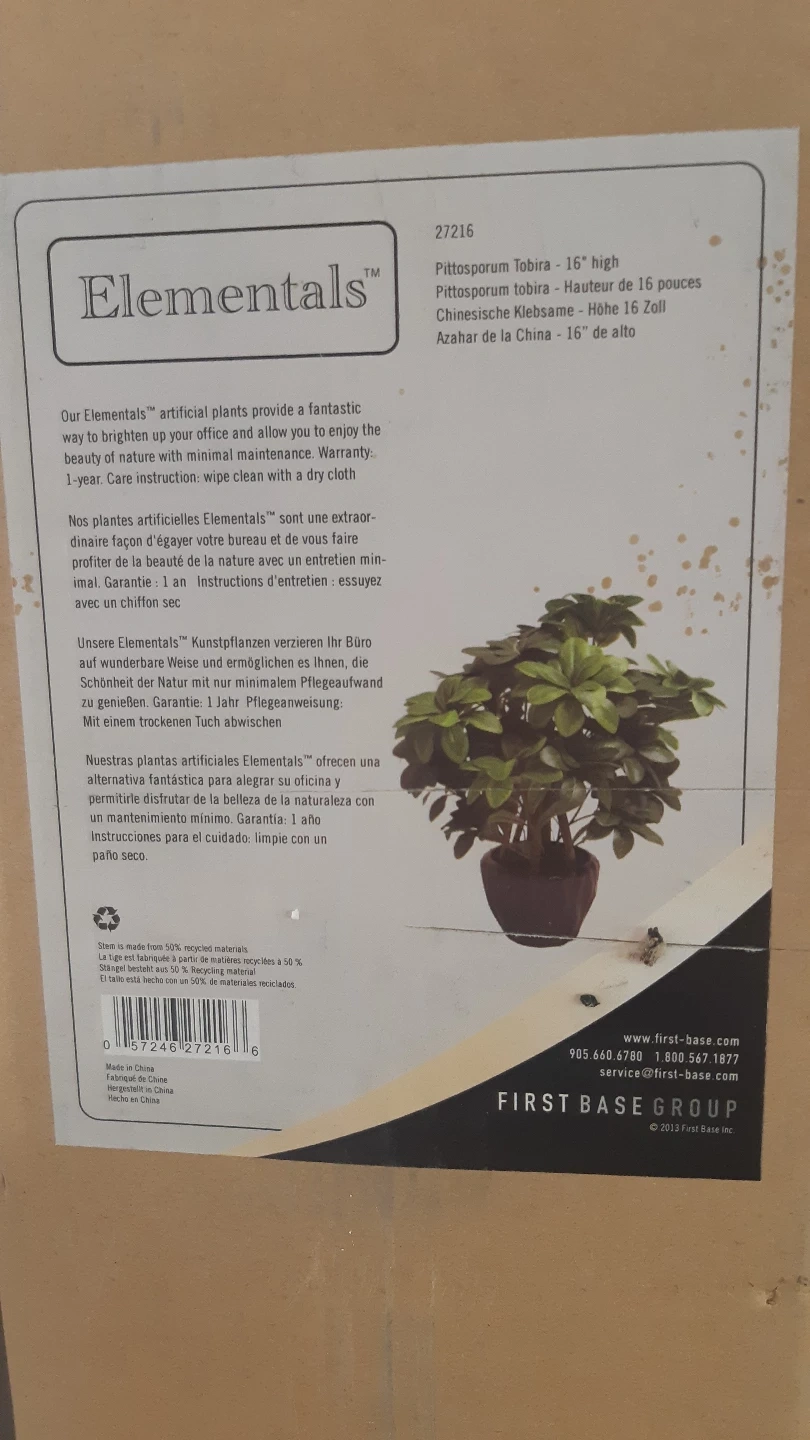 Elementals™
27216
Pittosporum Tobira - 16" high
Pittosporum tobira - Hauteur de 16 pouces
Chinesische Klebsame - Höhe 16 Zoll
Azahar de la China - 16" de alto
Our Elementals™ artificial plants provide a fantastic
way to brighten up your office and allow you to enjoy the
beauty of nature with minimal maintenance. Warranty:
1-year. Care instruction: wipe clean with a dry cloth
Nos plantes artificielles Elementals™ sont une extraor-
dinaire façon d'égayer votre bureau et de vous faire
profiter de la beauté de la nature avec un entretien min-
imal. Garantie : 1 an Instructions d'entretien : essuyez
avec un chiffon sec
Unsere Elementals™ Kunstpflanzen verzieren Ihr Büro
auf wunderbare Weise und ermöglichen es Ihnen, die
Schönheit der Natur mit nur minimalem Pflegeaufwand
zu genießen. Garantie: 1 Jahr Pflegeanweisung:
Mit einem trockenen Tuch abwischen
Nuestras plantas artificiales Elementals™ ofrecen una
alternativa fantástica para alegrar su oficina y
permitirle disfrutar de la belleza de la naturaleza con
un mantenimiento mínimo. Garantía: 1 año
Instrucciones para el cuidado: limpie con un
paño seco.
Stem is made from 50% recycled materials
La tige est fabriquée à partir de matières recyclées à 50 %
Stängel besteht aus 50 % Recycling material
El tallo está hecho con un 50% de materiales reciclados.
0 57246 27216 6
Made in China
Fabriqué de Chine
Hergestellt in China
Hecho en China
www.first-base.com
905.660.6780 1.800.567.1877
service@first-base.com
FIRST BASE GROUP
© 2013 First Base Inc.